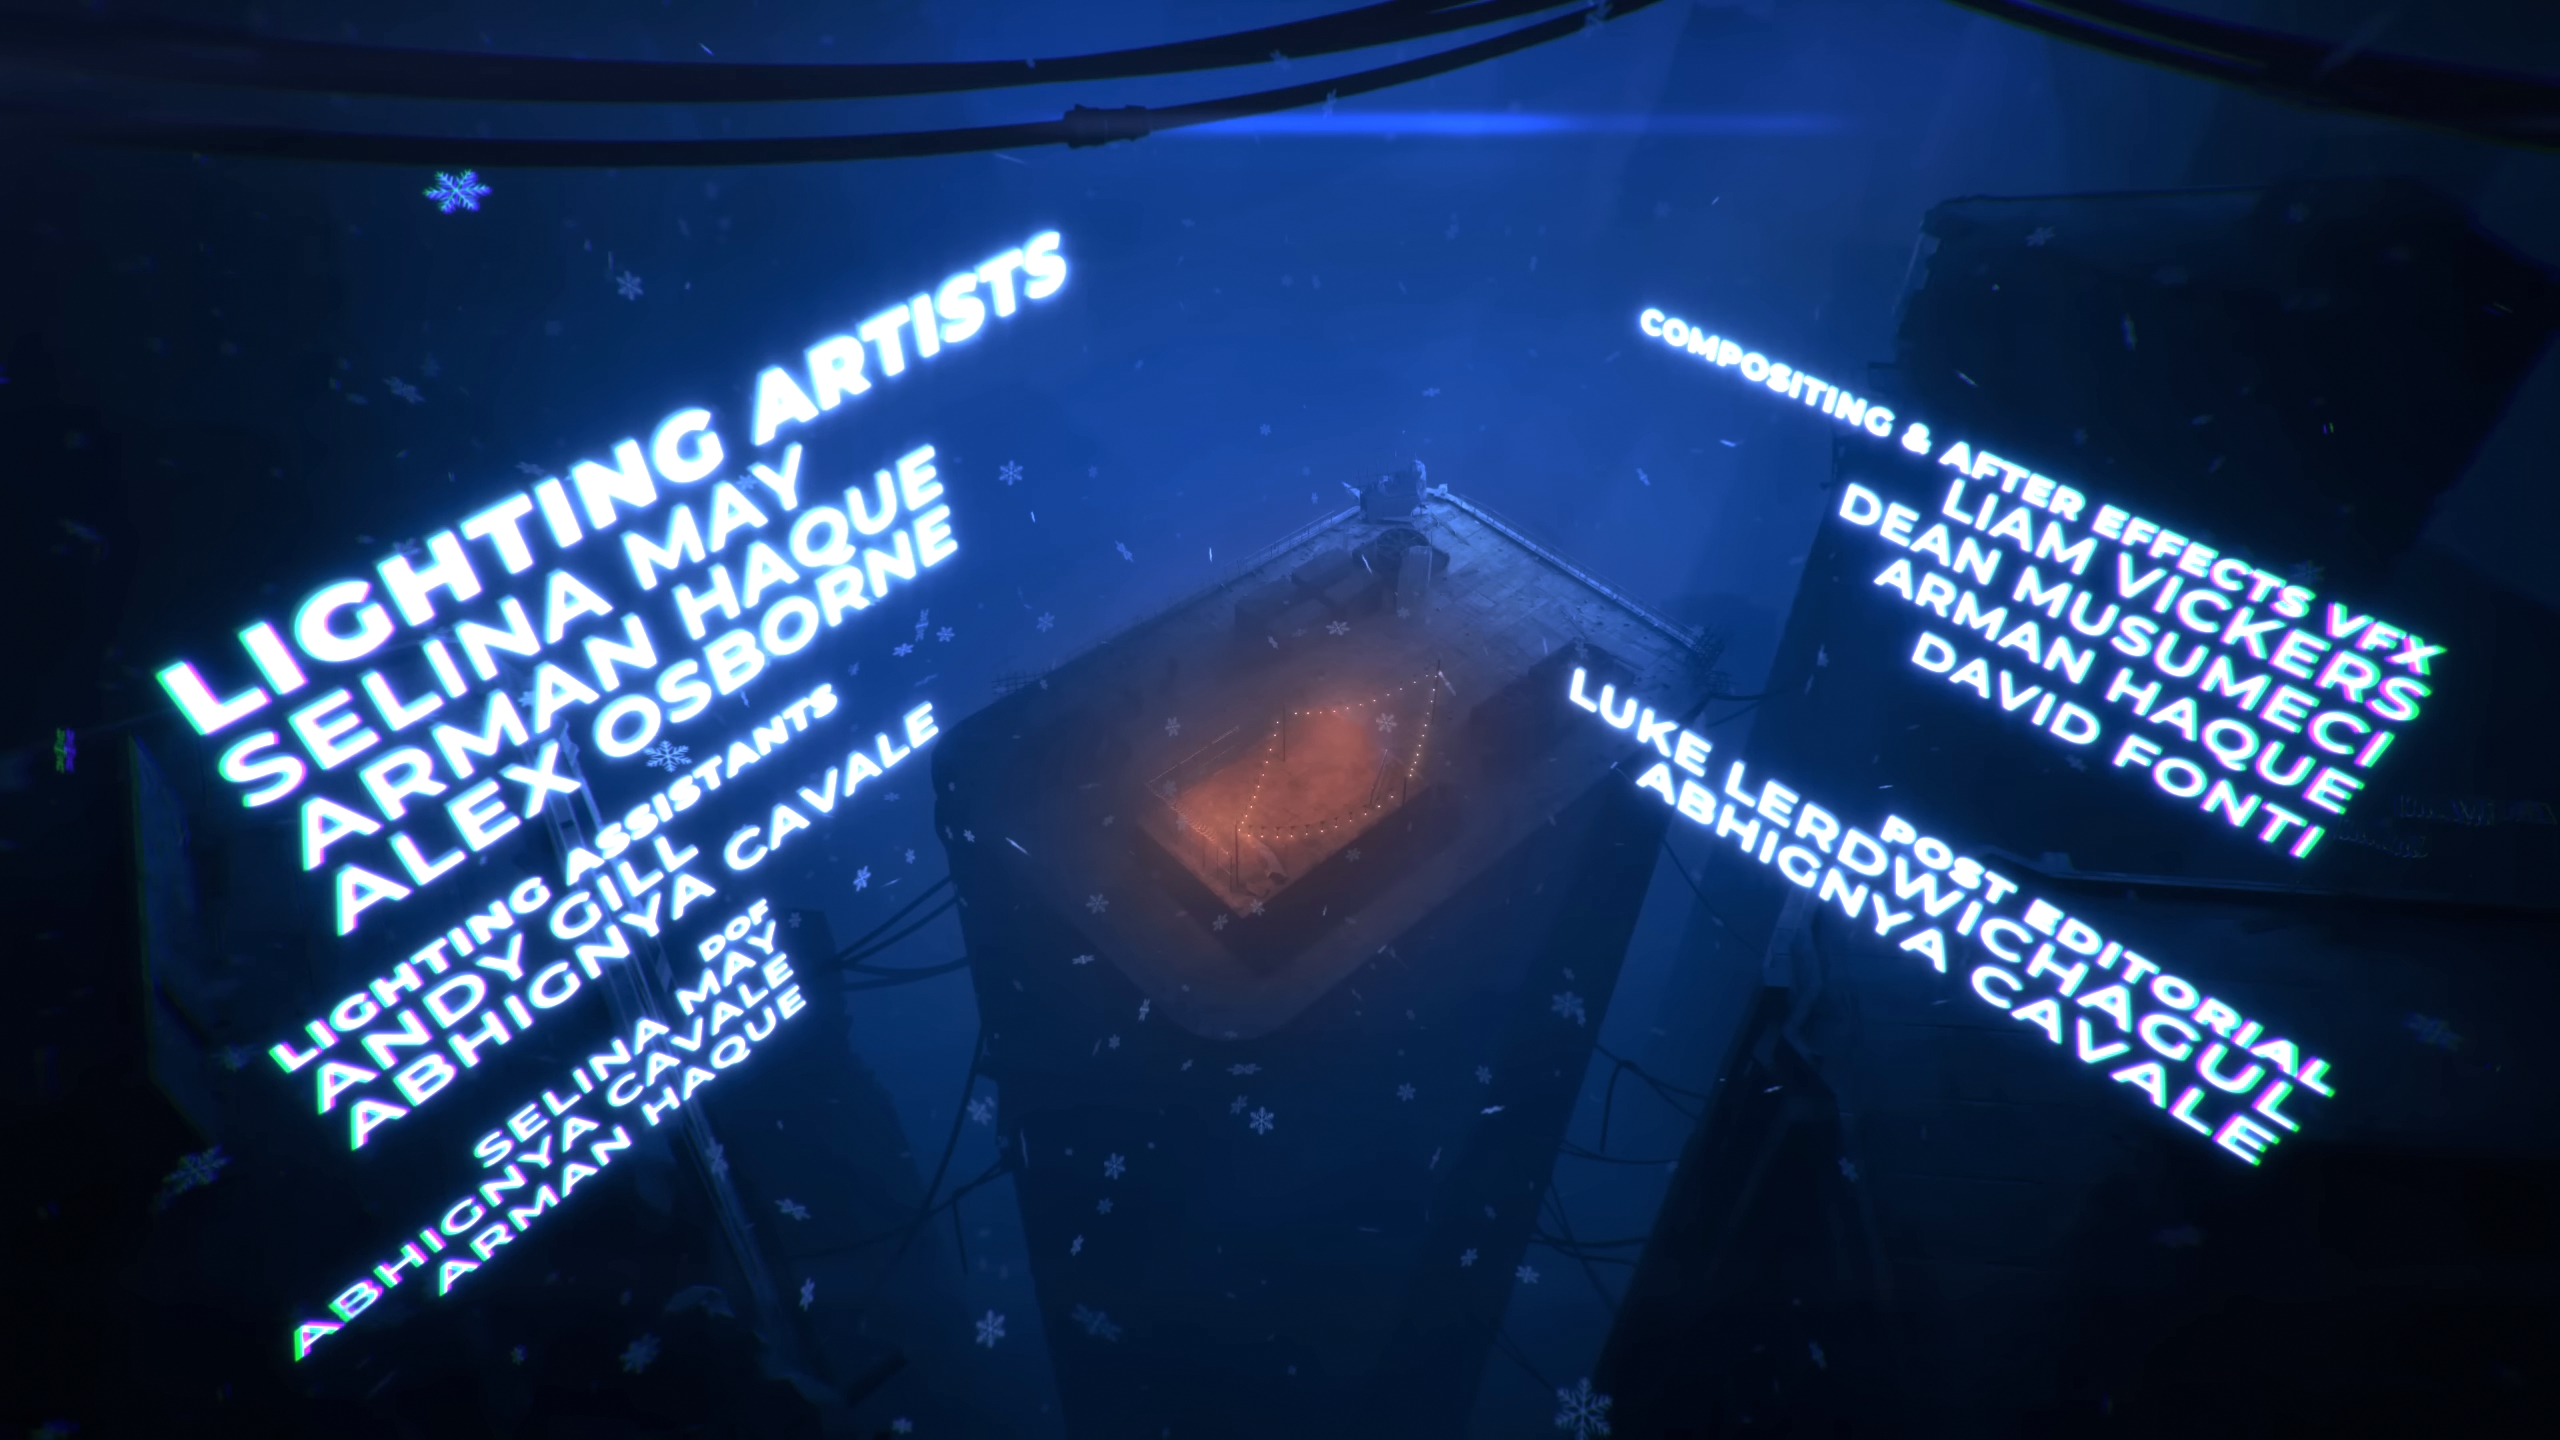 LIGHTING ARTISTS
SELINA MAY
ARMAN HAQUE
ALEX OSBORNE
LIGHTING ASSISTANTS
ANDY GILL
ABHIGNYA CAVALE
DOF
SELINA MAY
ABHIGNYA CAVALE
ARMAN HAQUE
COMPOSITING & AFTER EFFECTS VFX
LIAM VICKERS
DEAN MUSUMECI
ARMAN HAQUE
DAVID FONTI
POST EDITORIAL
LUKE LERDWICHAGUL
ABHIGNYA CAVALE